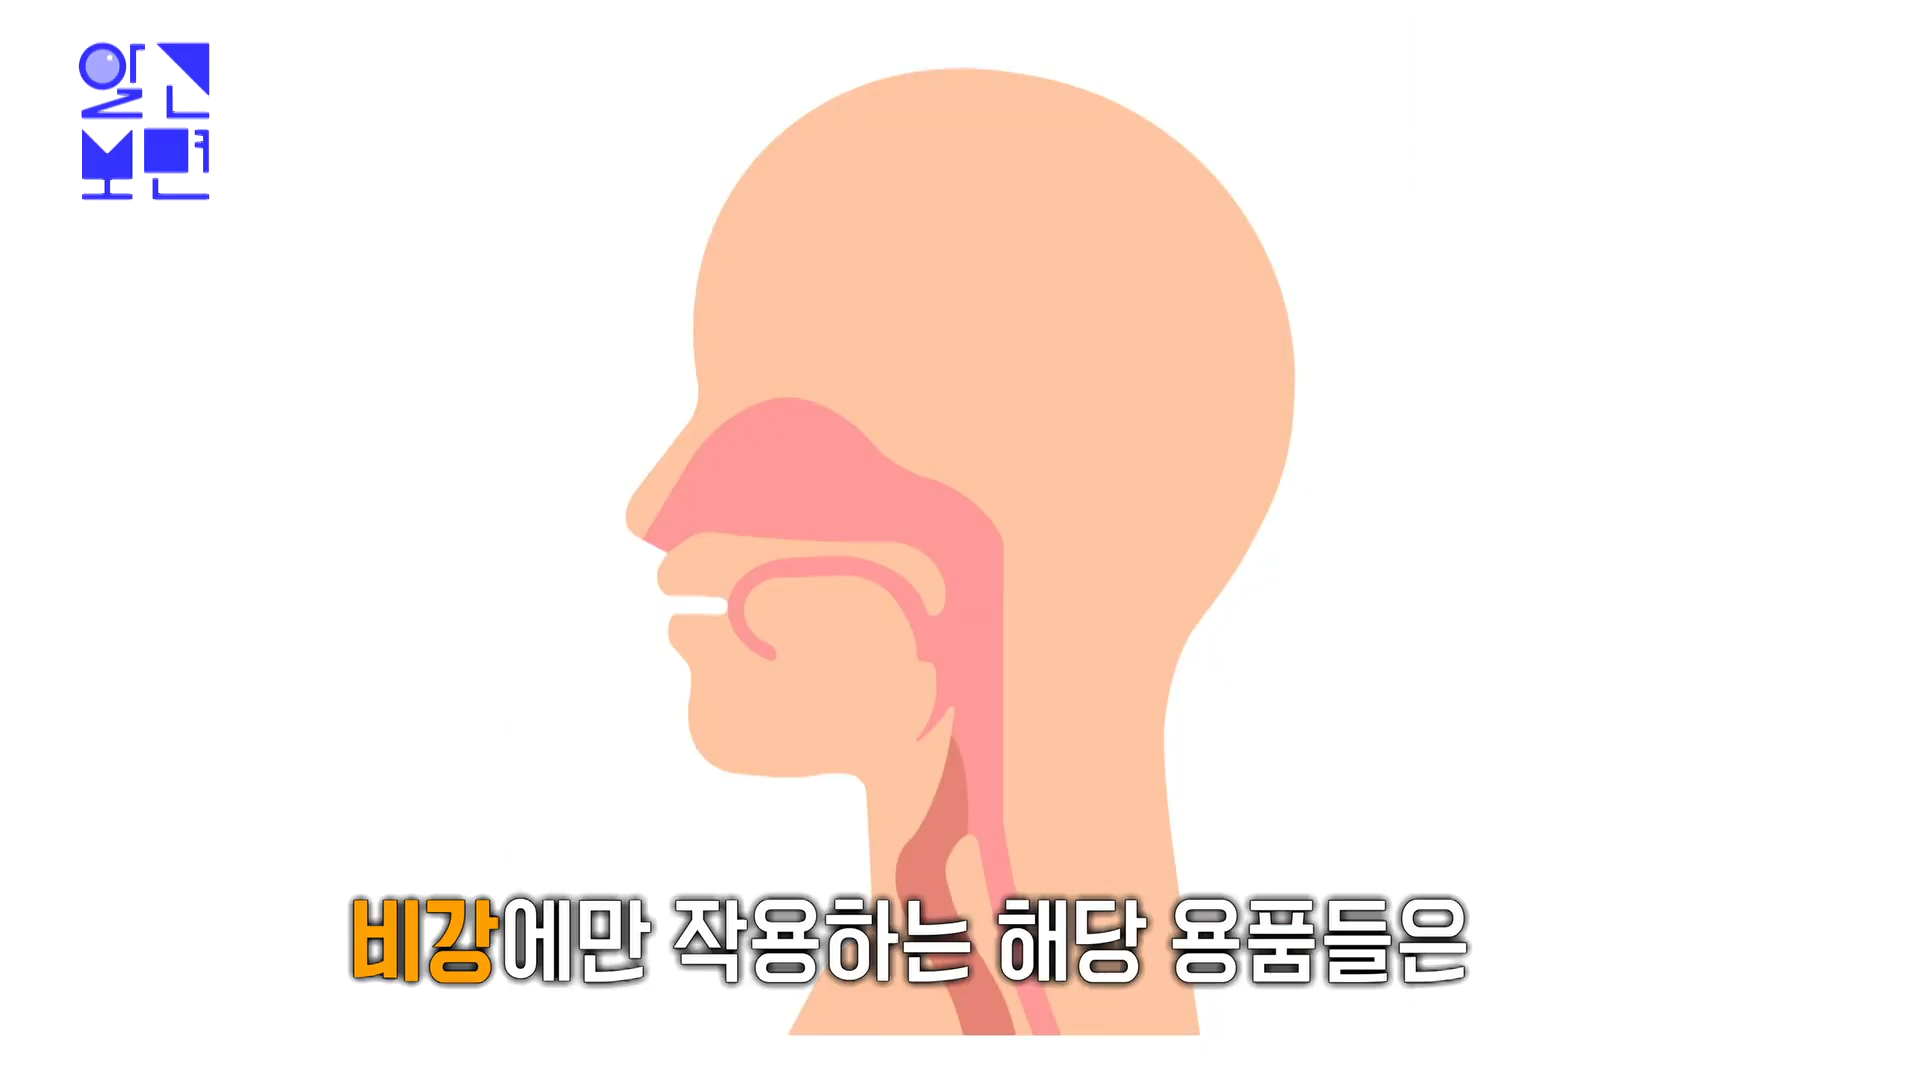 알고
보면
비강에만 작용하는 해당 용품들은